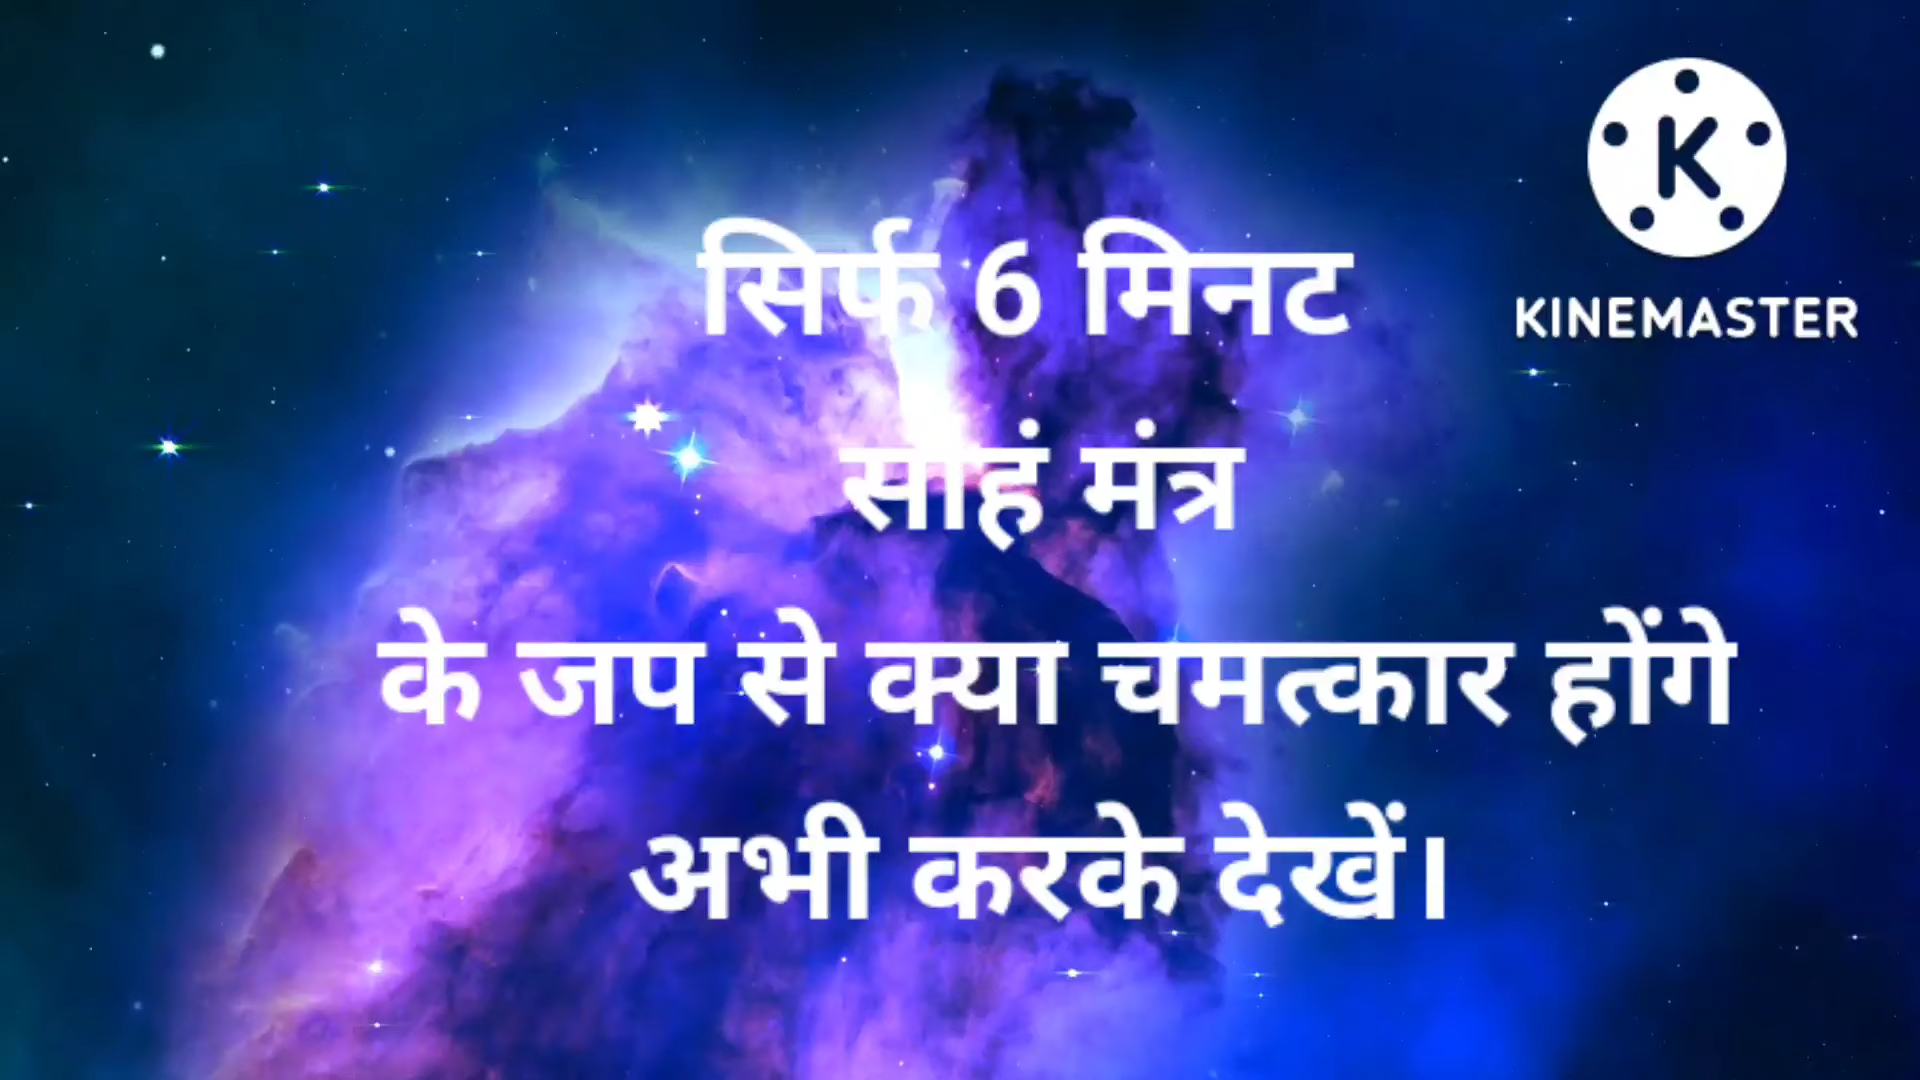 सिर्फ 6 मिनट
साहं मंत्र
के जप से क्या चमत्कार होंगे
अभी करके देखें।
K
KINEMASTER